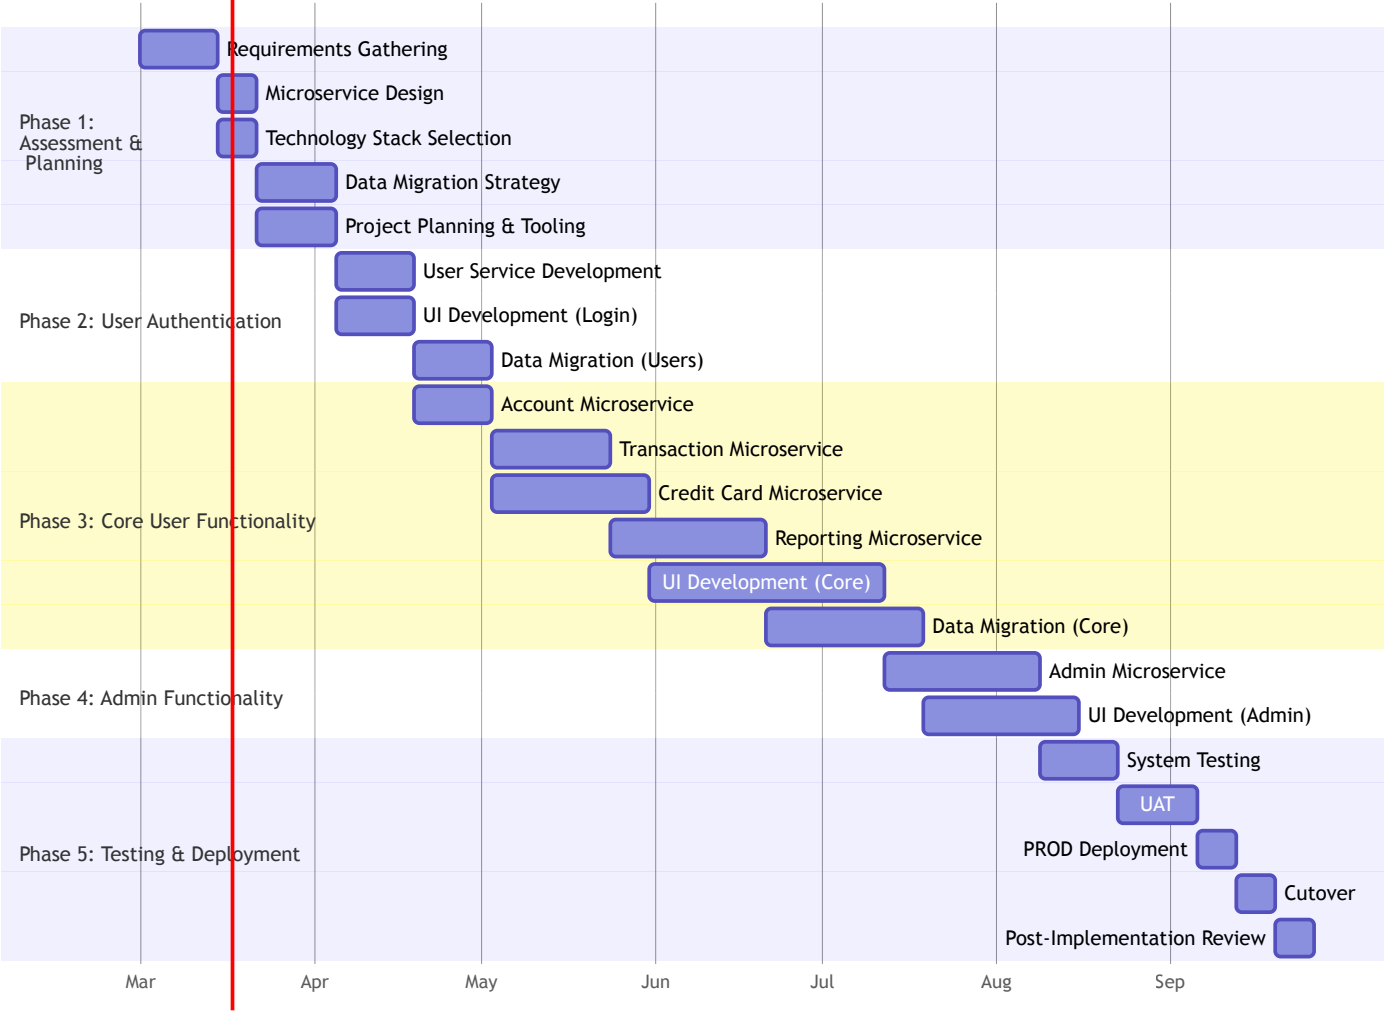 Requirements Gathering
Microservice Design
Phase 1:
Assessment &
Planning
Technology Stack Selection
Data Migration Strategy
Project Planning & Tooling
User Service Development
UI Development (Login)
Phase 2: User Authentication
Data Migration (Users)
Account Microservice
Transaction Microservice
Credit Card Microservice
Phase 3: Core User Functionality
Reporting Microservice
UI Development (Core)
Data Migration (Core)
Admin Microservice
Phase 4: Admin Functionality
UI Development (Admin)
System Testing
UAT
PROD Deployment
Phase 5: Testing & Deployment
Cutover
Post-Implementation Review
Mar Apr May Jun Jul Aug Sep